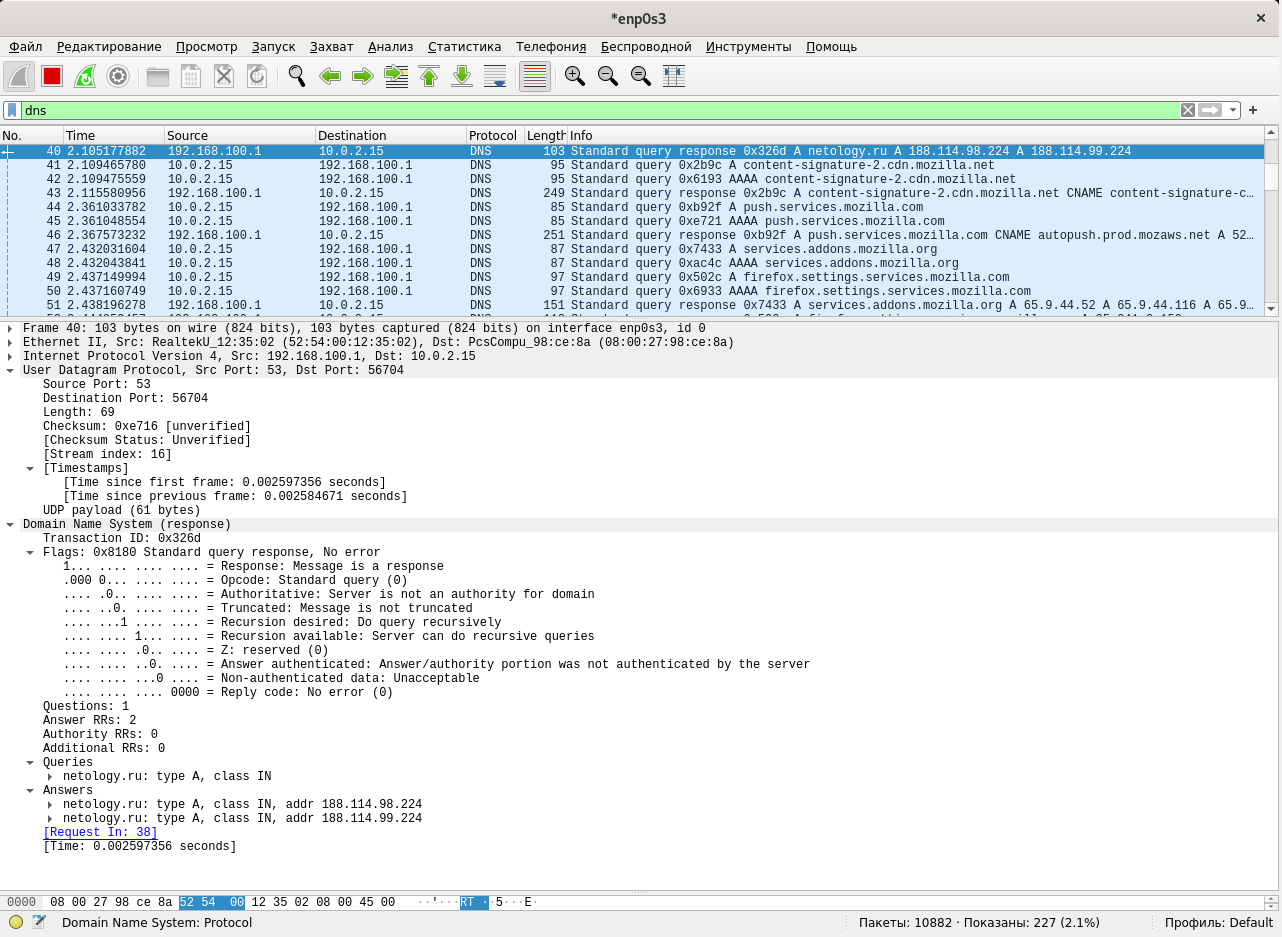 *enp0s3
×
Файл Редактирование Просмотр Запуск Захват Анализ Статистика Телефония Беспроводной Инструменты Помощь
dns
No. Time Source Destination Protocol Length Info
40 2.105177882 192.168.100.1 10.0.2.15 DNS 103 Standard query response 0x326d A netology.ru A 188.114.98.224 A 188.114.99.224
41 2.109465780 10.0.2.15 192.168.100.1 DNS 95 Standard query 0x2b9c A content-signature-2.cdn.mozilla.net
42 2.109475559 10.0.2.15 192.168.100.1 DNS 95 Standard query 0x6193 AAAA content-signature-2.cdn.mozilla.net
43 2.115580956 192.168.100.1 10.0.2.15 DNS 249 Standard query response 0x2b9c A content-signature-2.cdn.mozilla.net CNAME content-signature-c…
44 2.361033782 10.0.2.15 192.168.100.1 DNS 85 Standard query 0xb92f A push.services.mozilla.com
45 2.361048554 10.0.2.15 192.168.100.1 DNS 85 Standard query 0xe721 AAAA push.services.mozilla.com
46 2.367573232 192.168.100.1 10.0.2.15 DNS 251 Standard query response 0xb92f A push.services.mozilla.com CNAME autopush.prod.mozaws.net A 52…
47 2.432031604 10.0.2.15 192.168.100.1 DNS 87 Standard query 0x7433 A services.addons.mozilla.org
48 2.432043841 10.0.2.15 192.168.100.1 DNS 87 Standard query 0xac4c AAAA services.addons.mozilla.org
49 2.437149994 10.0.2.15 192.168.100.1 DNS 97 Standard query 0x502c A firefox.settings.services.mozilla.com
50 2.437160749 10.0.2.15 192.168.100.1 DNS 97 Standard query 0x6933 AAAA firefox.settings.services.mozilla.com
51 2.438196278 192.168.100.1 10.0.2.15 DNS 151 Standard query response 0x7433 A services.addons.mozilla.org A 65.9.44.52 A 65.9.44.116 A 65.9…
Frame 40: 103 bytes on wire (824 bits), 103 bytes captured (824 bits) on interface enp0s3, id 0
Ethernet II, Src: RealtekU_12:35:02 (52:54:00:12:35:02), Dst: PcsCompu_98:ce:8a (08:00:27:98:ce:8a)
Internet Protocol Version 4, Src: 192.168.100.1, Dst: 10.0.2.15
User Datagram Protocol, Src Port: 53, Dst Port: 56704
Source Port: 53
Destination Port: 56704
Length: 69
Checksum: 0xe716 [unverified]
[Checksum Status: Unverified]
[Stream index: 16]
[Timestamps]
[Time since first frame: 0.002597356 seconds]
[Time since previous frame: 0.002584671 seconds]
UDP payload (61 bytes)
Domain Name System (response)
Transaction ID: 0x326d
Flags: 0x8180 Standard query response, No error
1... .... .... .... = Response: Message is a response
.000 0... .... .... = Opcode: Standard query (0)
.... .0.. .... .... = Authoritative: Server is not an authority for domain
.... ..0. .... .... = Truncated: Message is not truncated
.... ...1 .... .... = Recursion desired: Do query recursively
.... .... 1... .... = Recursion available: Server can do recursive queries
.... .... .0.. .... = Z: reserved (0)
.... .... ..0. .... = Answer authenticated: Answer/authority portion was not authenticated by the server
.... .... ...0 .... = Non-authenticated data: Unacceptable
.... .... .... 0000 = Reply code: No error (0)
Questions: 1
Answer RRs: 2
Authority RRs: 0
Additional RRs: 0
Queries
netology.ru: type A, class IN
Answers
netology.ru: type A, class IN, addr 188.114.98.224
netology.ru: type A, class IN, addr 188.114.99.224
[Request In: 38]
[Time: 0.002597356 seconds]
0000 08 00 27 98 ce 8a 52 54 00 12 35 02 08 00 45 00 ··'···RT ··5···E·
Domain Name System: Protocol Пакеты: 10882 · Показаны: 227 (2.1%) Профиль: Default